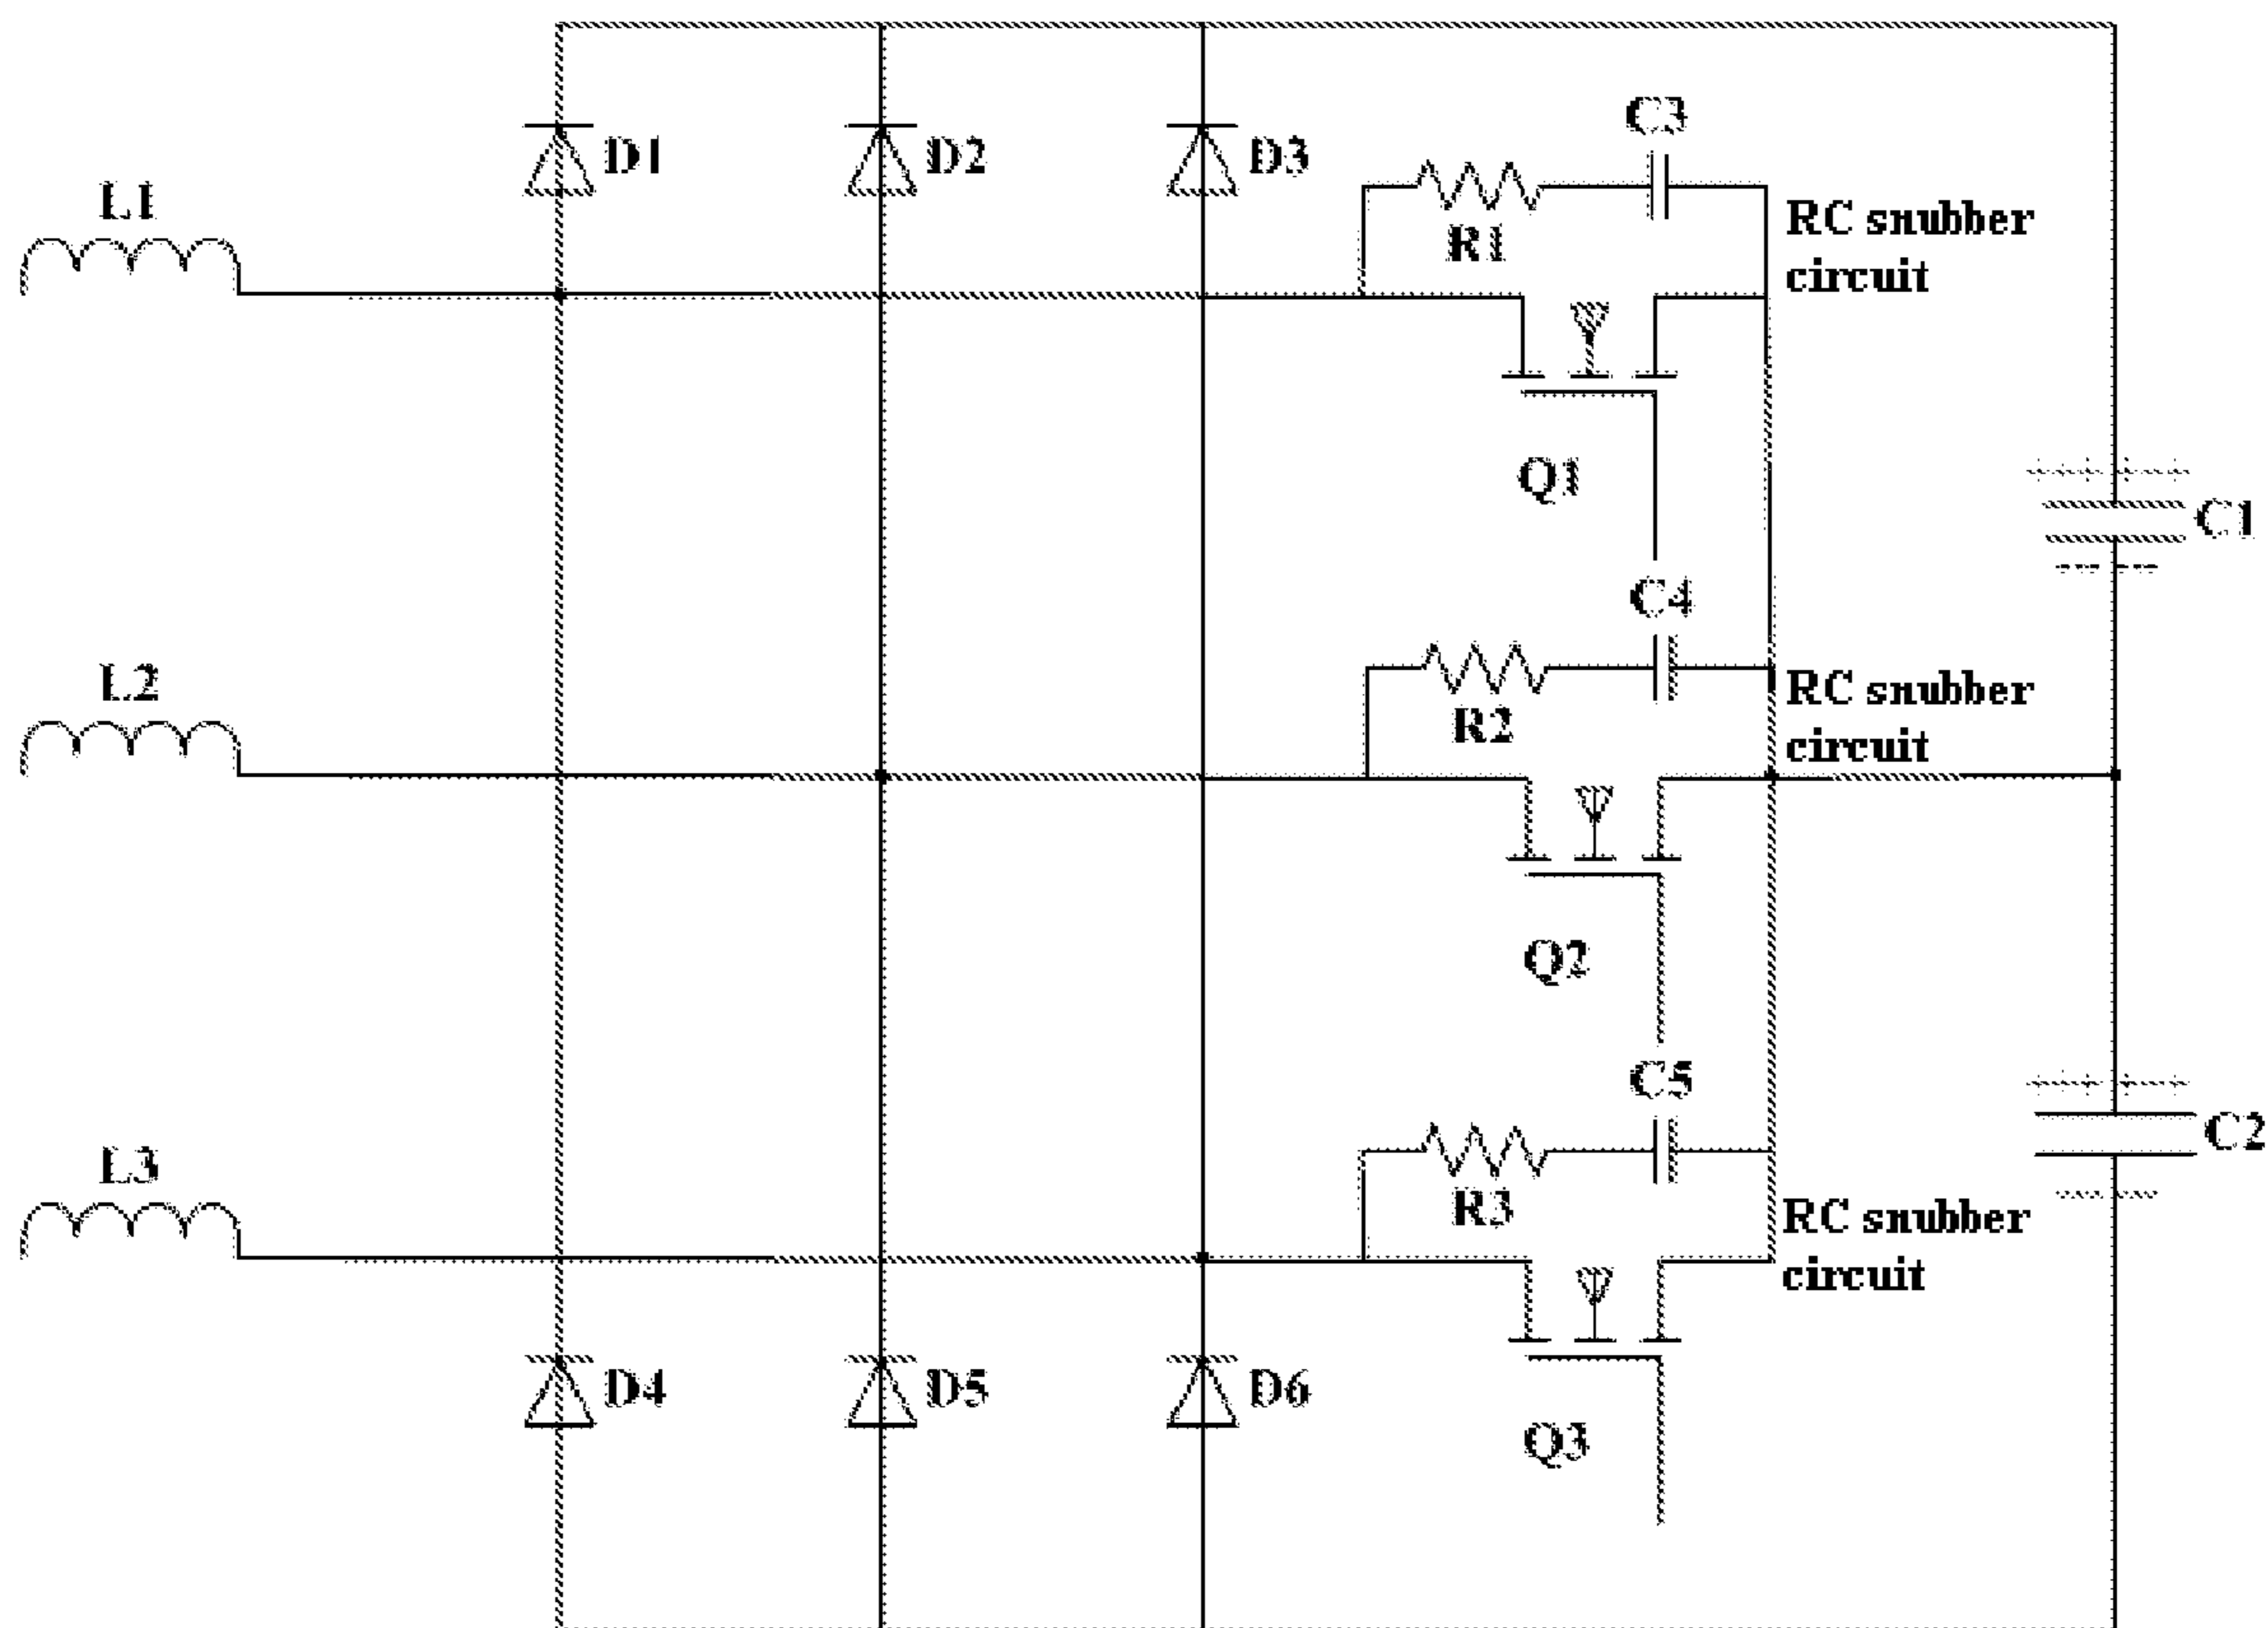 C3
D1
D2
D3
L1
R1
RC snubber
circuit
Q1
C1
C4
L2
R2
RC snubber
circuit
Q2
C5
C2
L3
R3
RC snubber
circuit
D4
D5
D6
Q3